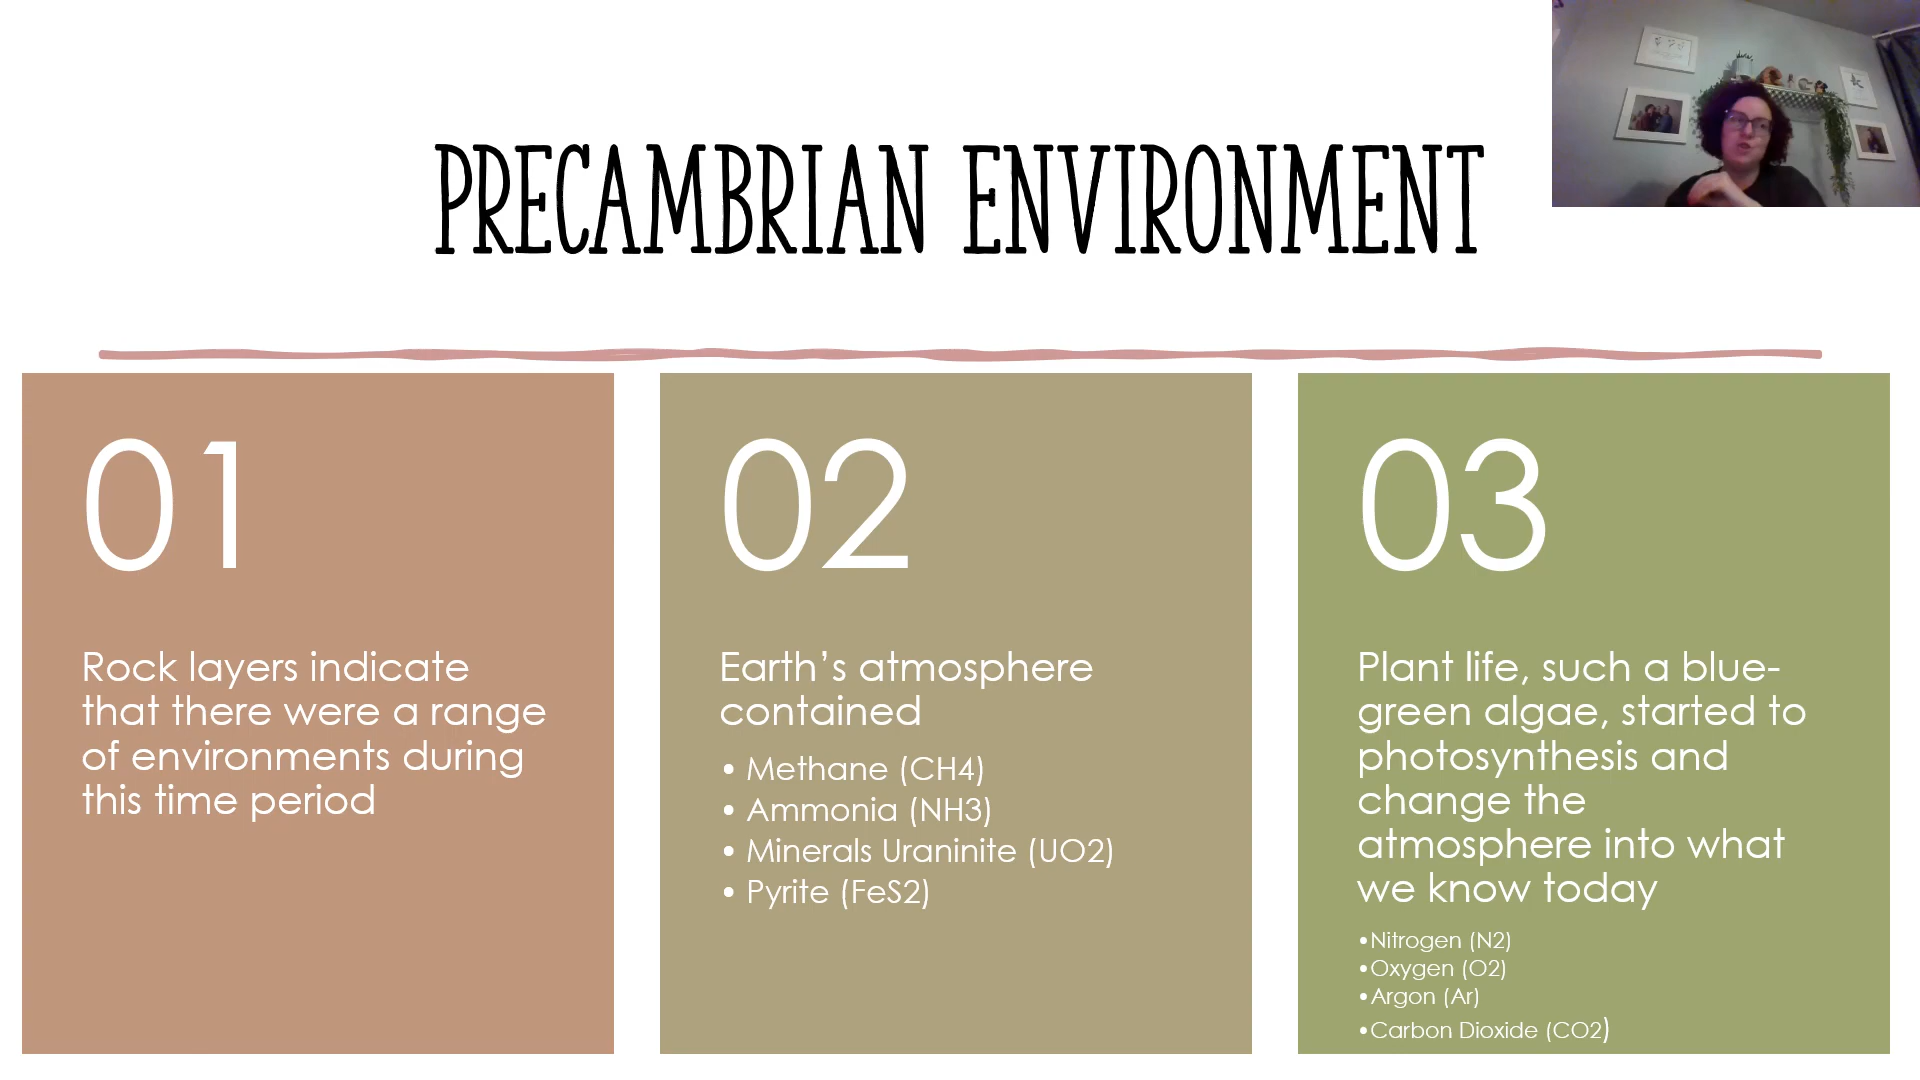 PRECAMBRIAN ENVIRONMENT
01
Rock layers indicate
that there were a range
of environments during
this time period
02
Earth’s atmosphere
contained
• Methane (CH4)
• Ammonia (NH3)
• Minerals Uraninite (UO2)
• Pyrite (FeS2)
03
Plant life, such a blue-
green algae, started to
photosynthesis and
change the
atmosphere into what
we know today
•Nitrogen (N2)
•Oxygen (O2)
•Argon (Ar)
•Carbon Dioxide (CO2)